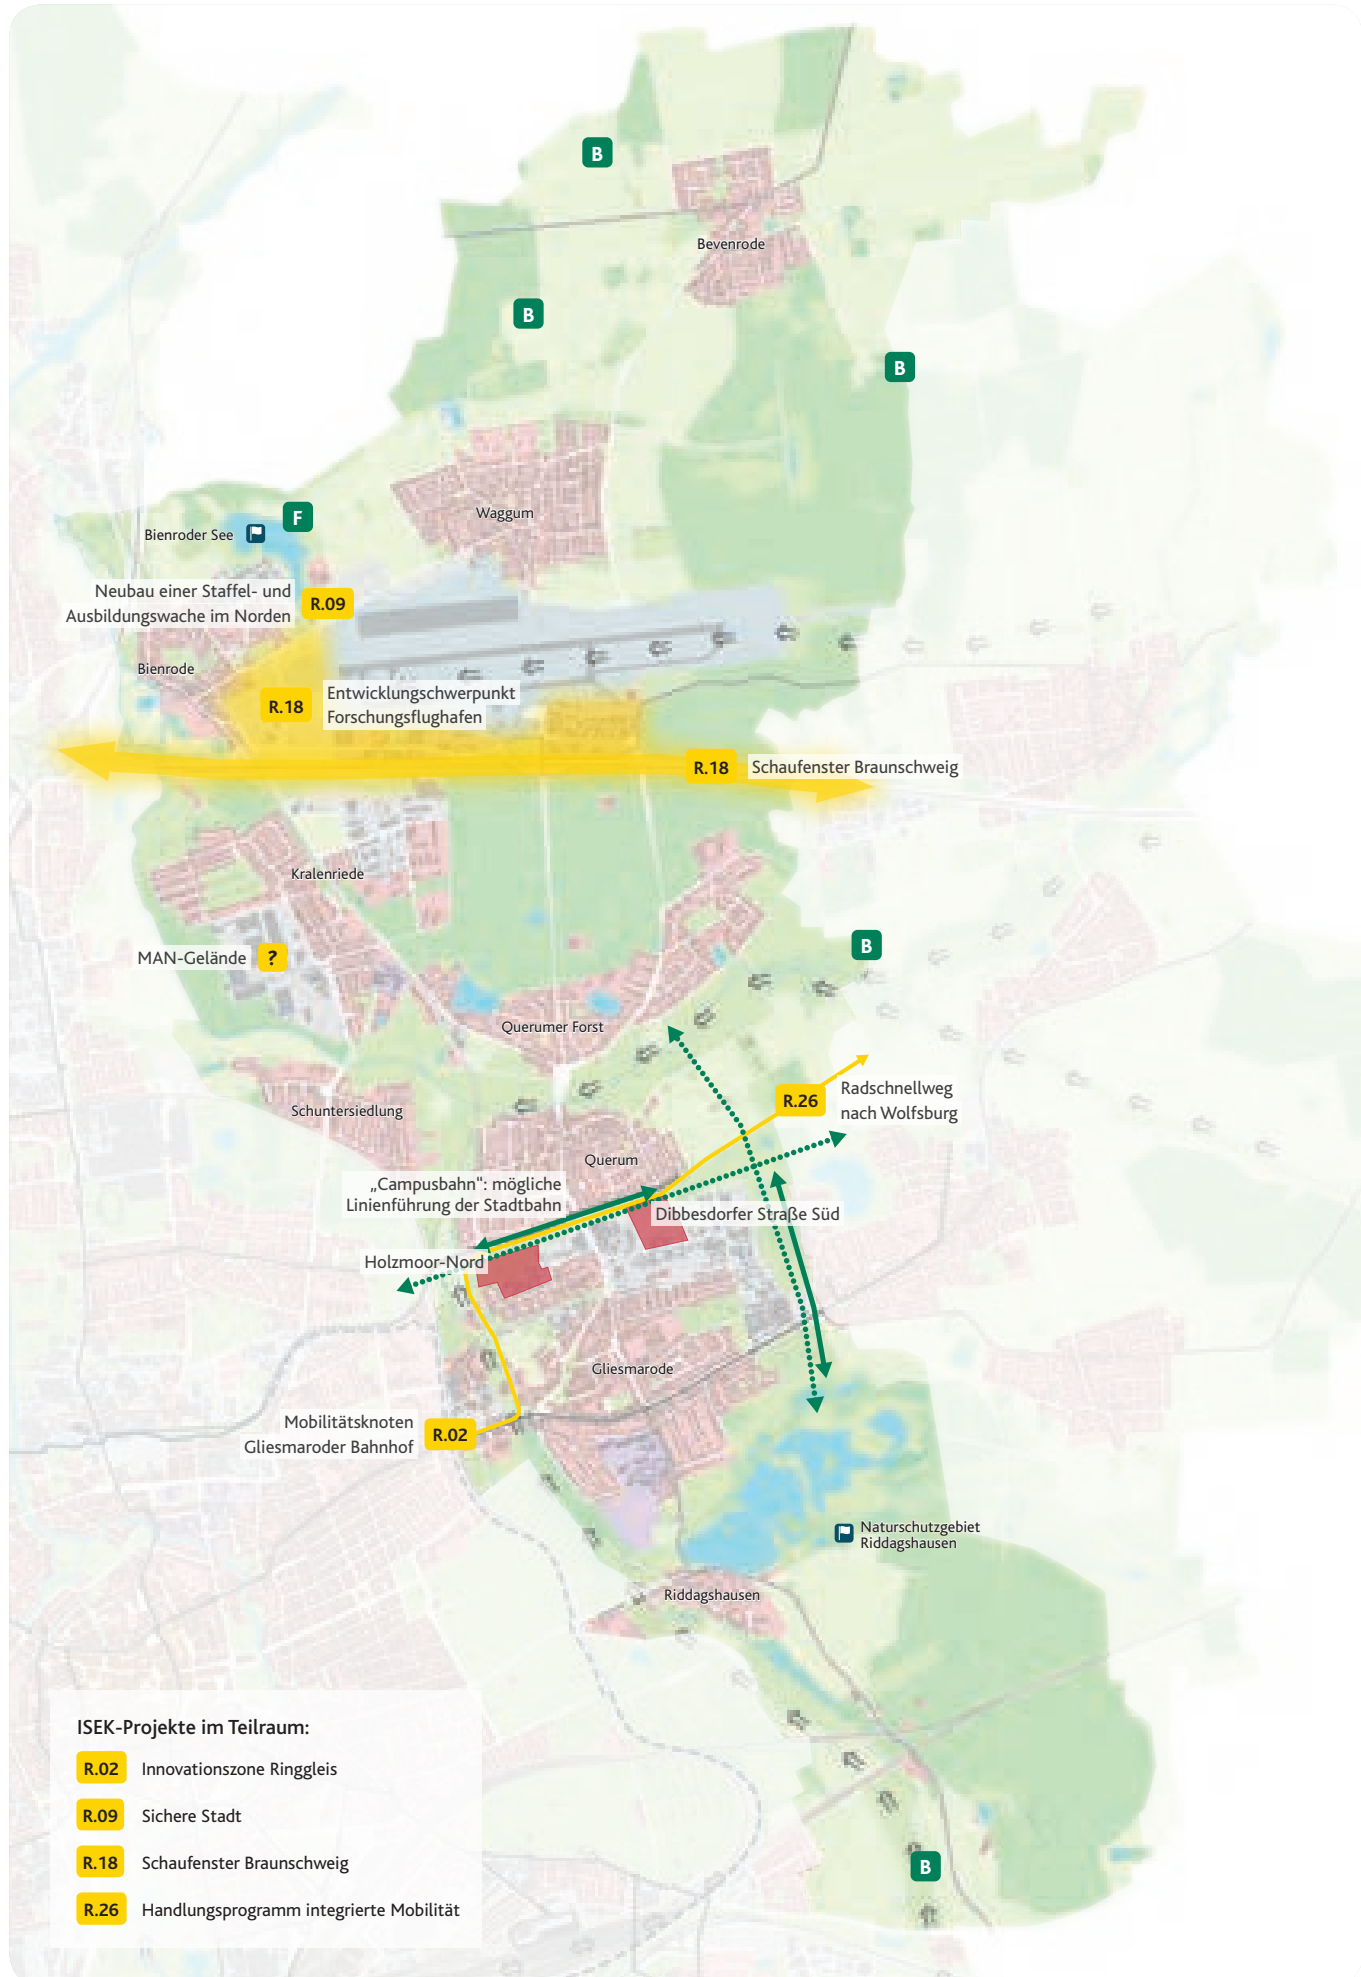 B
Bevenrode
B
B
Waggum
F
Bienroder See
Neubau einer Staffel- und
Ausbildungswache im Norden
R.09
Bienrode
R.18
Entwicklungschwerpunkt
Forschungsflughafen
R.18
Schaufenster Braunschweig
Kralenriede
MAN-Gelände
?
B
Querumer Forst
R.26
Radschnellweg
nach Wolfsburg
Schuntersiedlung
Querum
„Campusbahn“: mögliche
Linienführung der Stadtbahn
Dibbesdorfer Straße Süd
Holzmoor-Nord
Gliesmarode
Mobilitätsknoten
Gliesmaroder Bahnhof
R.02
Naturschutzgebiet
Riddagshausen
Riddagshausen
B
ISEK-Projekte im Teilraum:
R.02 Innovationszone Ringgleis
R.09 Sichere Stadt
R.18 Schaufenster Braunschweig
R.26 Handlungsprogramm integrierte Mobilität